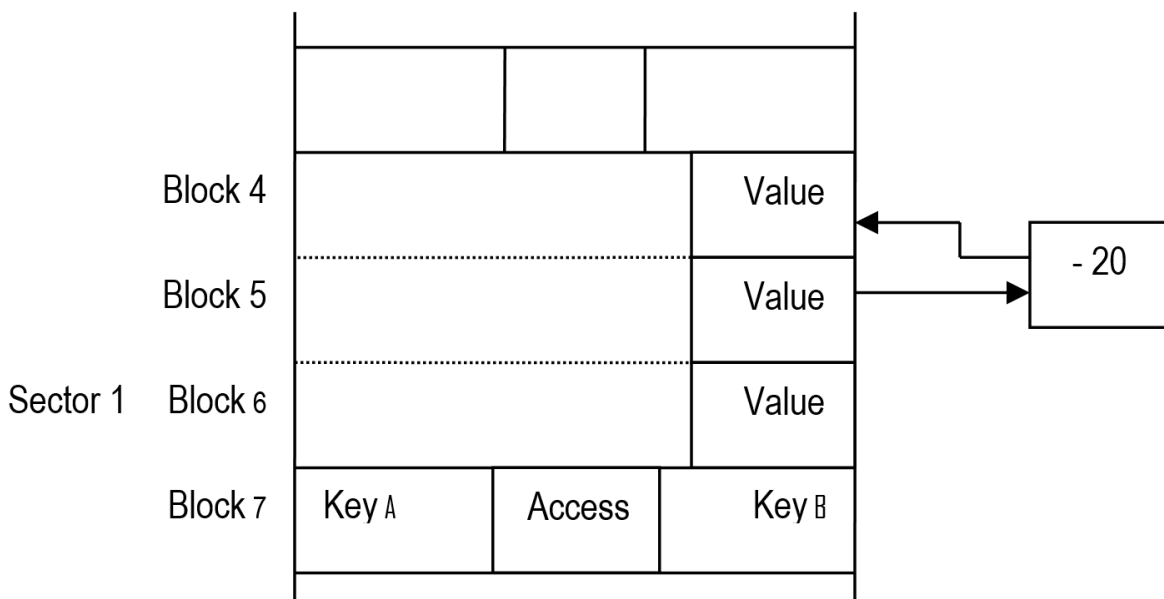 Block 4 Value
- 20
Block 5 Value
Sector 1 Block 6 Value
Block 7 Key A Access Key B